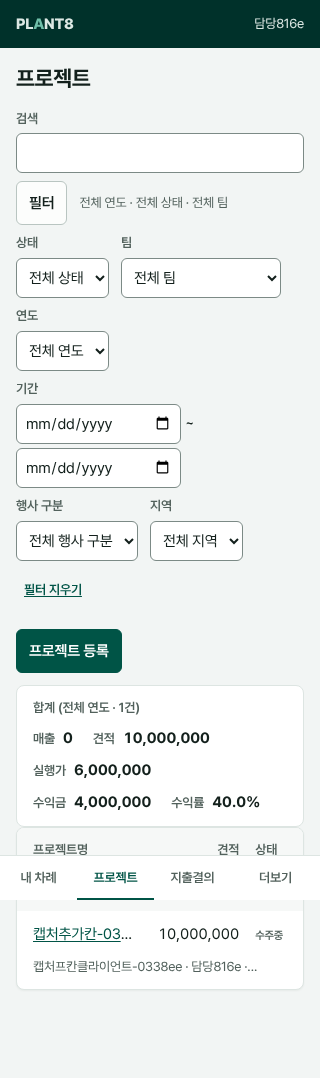 PLANT8
담당816e
프로젝트
검색
필터
전체 연도 · 전체 상태 · 전체 팀
상태 팀
전체 상태 전체 팀
연도
전체 연도
기간
mm/dd/yyyy ~
mm/dd/yyyy
행사 구분 지역
전체 행사 구분 전체 지역
필터 지우기
프로젝트 등록
합계 (전체 연도 · 1건)
매출 0 견적 10,000,000
실행가 6,000,000
수익금 4,000,000 수익률 40.0%
프로젝트명 견적 상태
내 차례 프로젝트 지출결의 더보기
캡처추가칸-03... 10,000,000 수주중
캡처프칸클라이언트-0338ee · 담당816e ·...